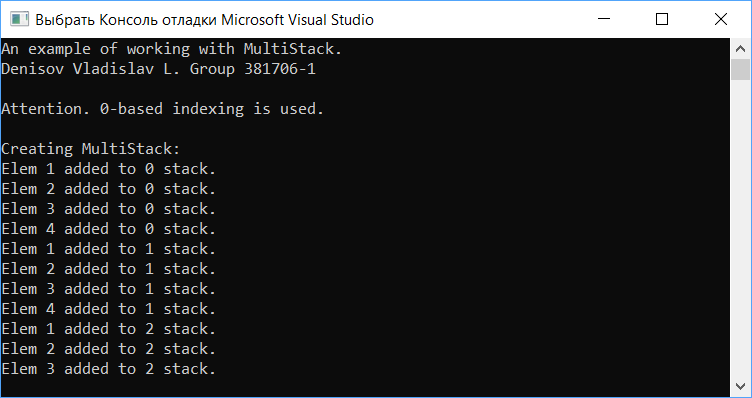 Выбрать Консоль отладки Microsoft Visual Studio
An example of working with MultiStack.
Denisov Vladislav L. Group 381706-1
Attention. 0-based indexing is used.
Creating MultiStack:
Elem 1 added to 0 stack.
Elem 2 added to 0 stack.
Elem 3 added to 0 stack.
Elem 4 added to 0 stack.
Elem 1 added to 1 stack.
Elem 2 added to 1 stack.
Elem 3 added to 1 stack.
Elem 4 added to 1 stack.
Elem 1 added to 2 stack.
Elem 2 added to 2 stack.
Elem 3 added to 2 stack.